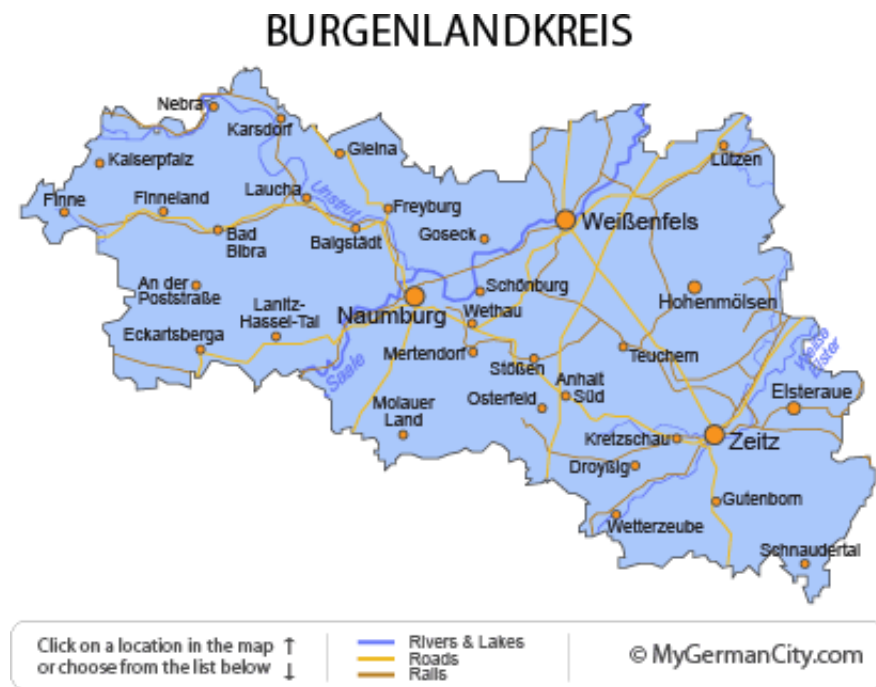 BURGENLANDKREIS
Nebra
Karsdorf
Gleina
Lützen
Kaiserpfalz
Finne
Finneland
Laucha
Unstrut
Freyburg
Weißenfels
Bad
Bibra
Balgstädt
Goseck
An der
Poststraße
Schönburg
Hohenmölsen
Lanitz-
Hassel-Tal
Naumburg
Wethau
Eckartsberga
Mertendorf
Teuchern
Weiße
Elster
Saale
Stößen
Anhalt
Süd
Elsteraue
Osterfeld
Molauer
Land
Kretzschau
Zeitz
Droyßig
Gutenborn
Wetterzeube
Schnaudertal
Click on a location in the map ↑
or choose from the list below ↓
Rivers & Lakes
Roads
Rails
© MyGermanCity.com